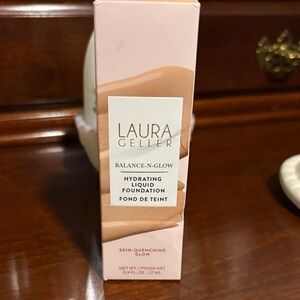 LAURA
GELLER
BALANCE-N-GLOW
HYDRATING
LIQUID
FOUNDATION
FOND DE TEINT
SKIN-QUENCHING
GLOW
NET WT. / POIDS NET
0.9 FL. OZ / 27 ML